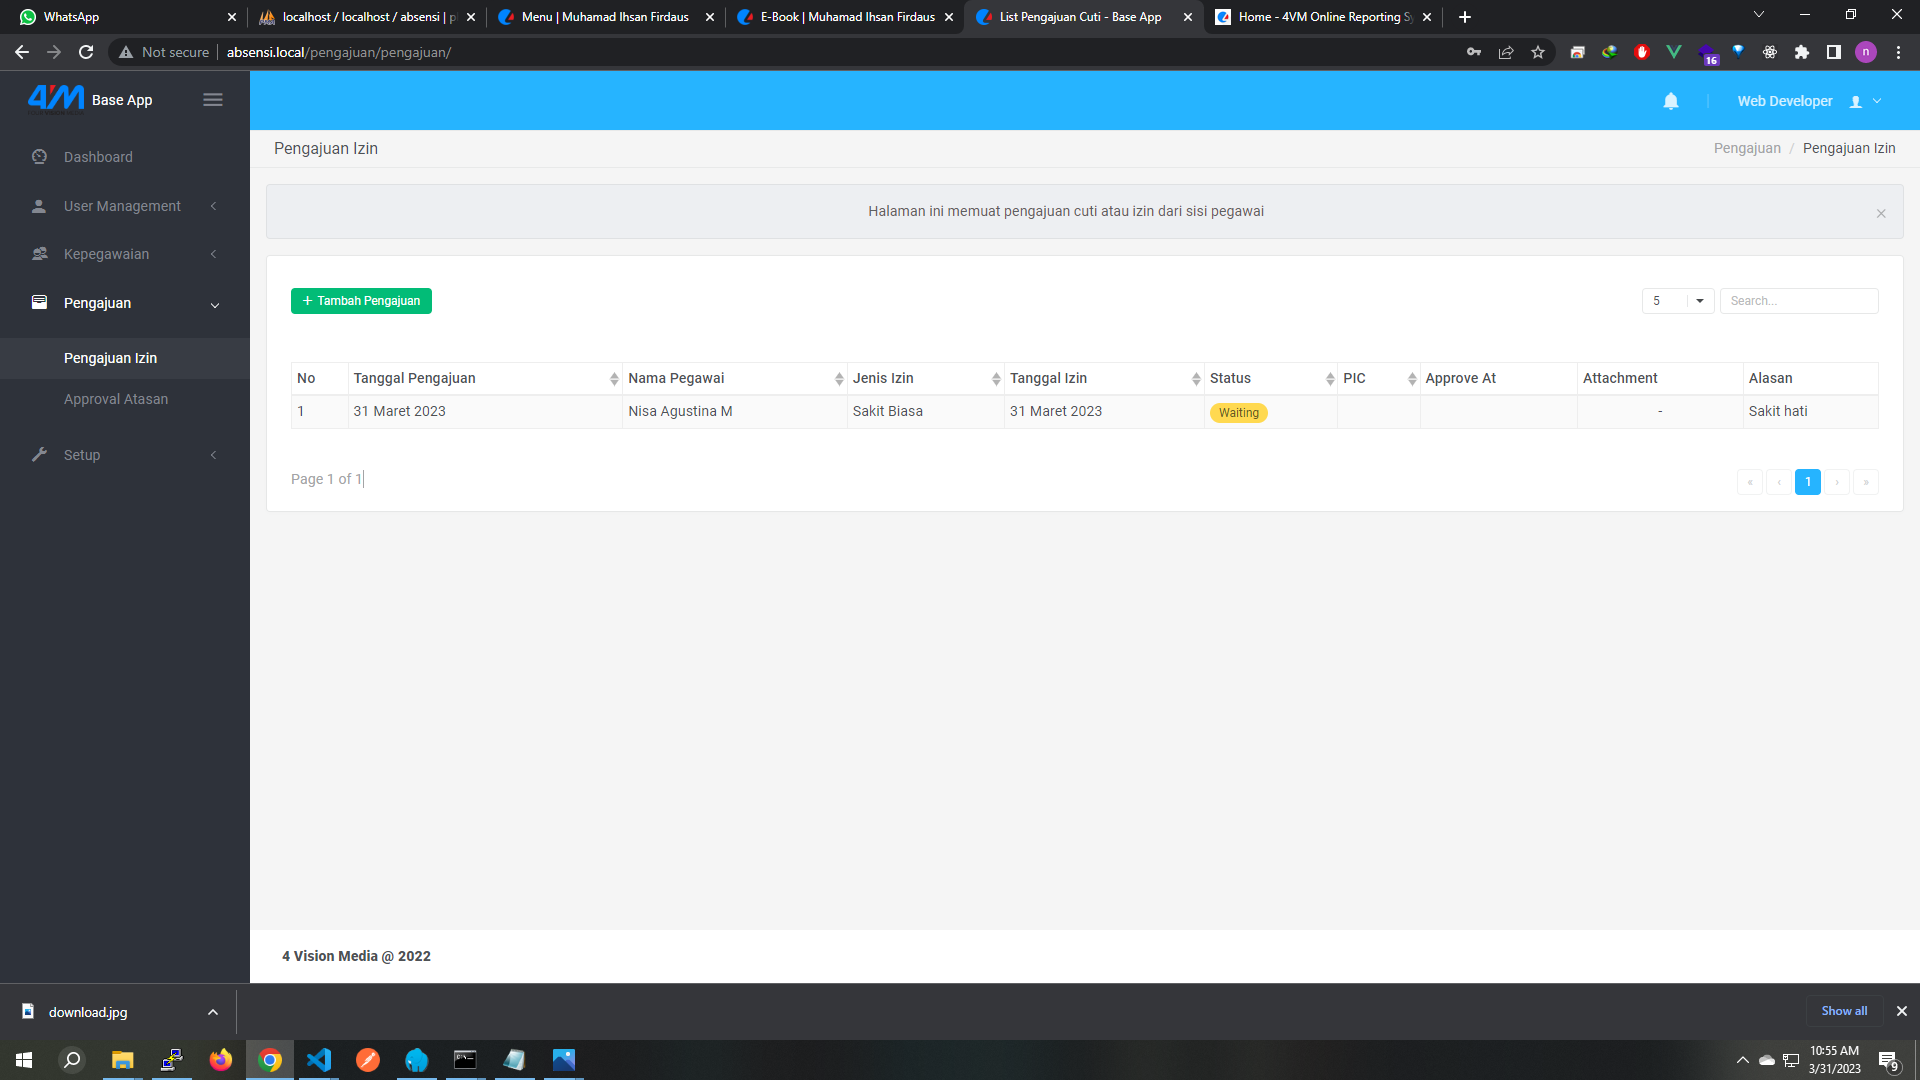 WhatsApp
localhost / localhost / absensi | p
Menu | Muhamad Ihsan Firdaus
E-Book | Muhamad Ihsan Firdaus
List Pengajuan Cuti - Base App
Home - 4VM Online Reporting Sy
Not secure
absensi.local/pengajuan/pengajuan/
16
n
4M Base App
Web Developer
Dashboard
User Management
Kepegawaian
Pengajuan
Pengajuan Izin
Approval Atasan
Setup
Pengajuan Izin
Pengajuan / Pengajuan Izin
Halaman ini memuat pengajuan cuti atau izin dari sisi pegawai
+ Tambah Pengajuan
5
Search...
No Tanggal Pengajuan Nama Pegawai Jenis Izin Tanggal Izin Status PIC Approve At Attachment Alasan
1 31 Maret 2023 Nisa Agustina M Sakit Biasa 31 Maret 2023 Waiting - Sakit hati
Page 1 of 1
« ‹ 1 › »
4 Vision Media @ 2022
download.jpg
Show all
10:55 AM
3/31/2023
9